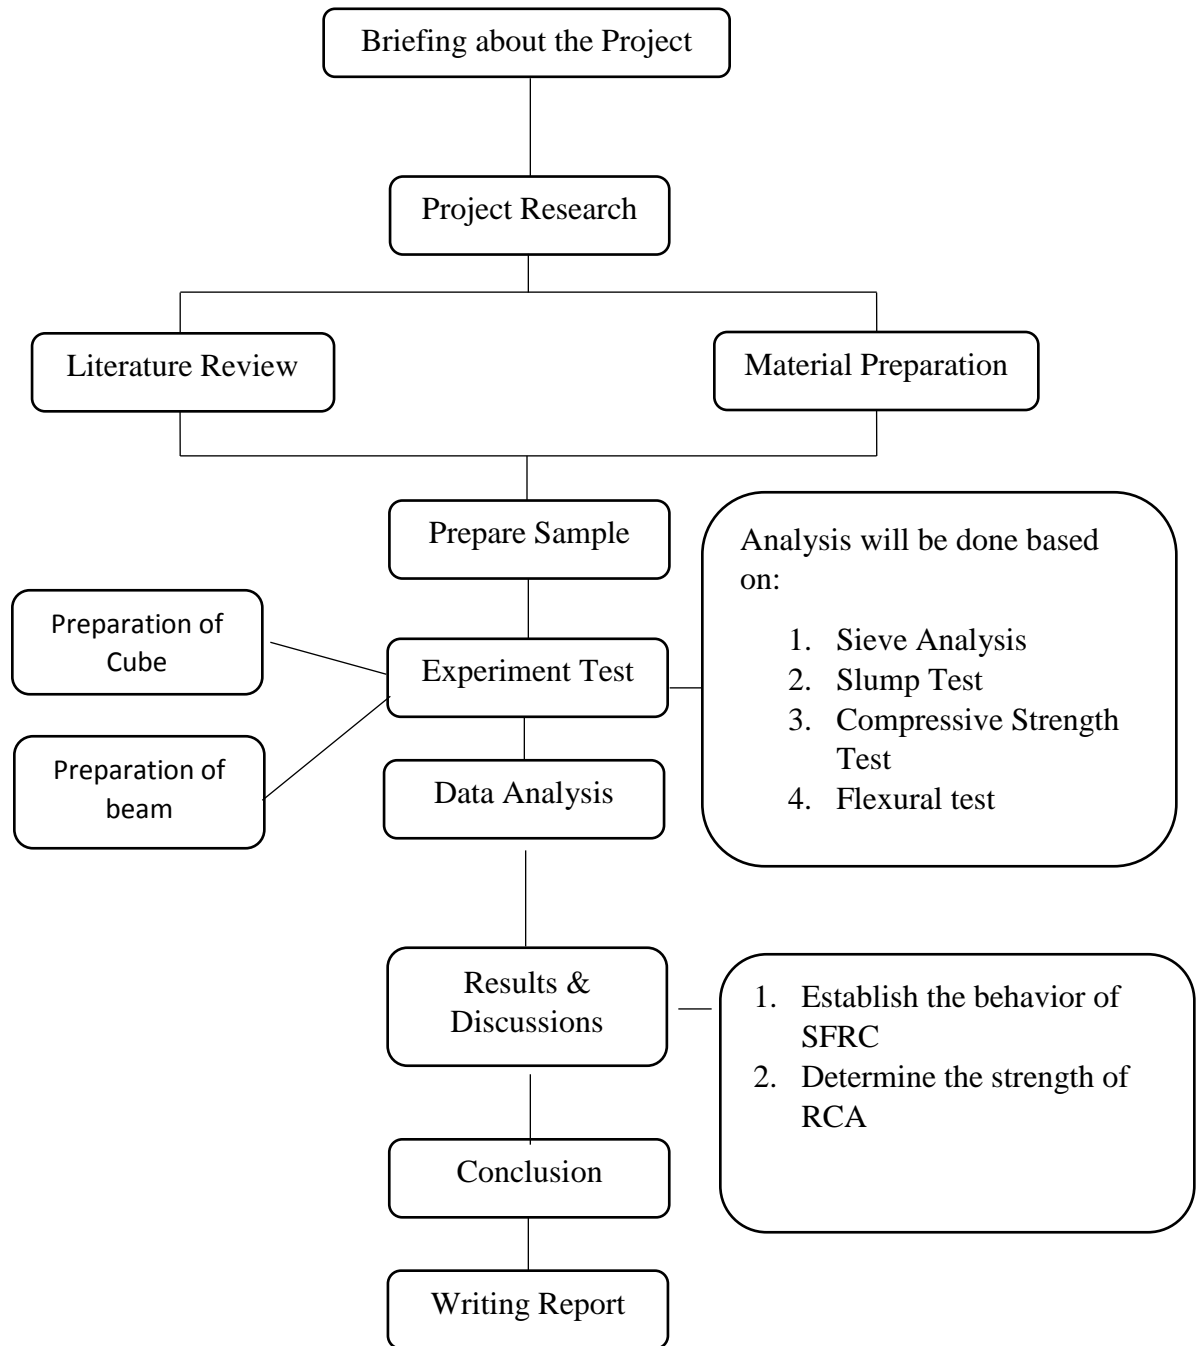 Briefing about the Project
Project Research
Literature Review
Material Preparation
Prepare Sample
Analysis will be done based
on:
1. Sieve Analysis
2. Slump Test
3. Compressive Strength
Test
4. Flexural test
Preparation of
Cube
Experiment Test
Preparation of
beam
Data Analysis
Results &
Discussions
1. Establish the behavior of
SFRC
2. Determine the strength of
RCA
Conclusion
Writing Report